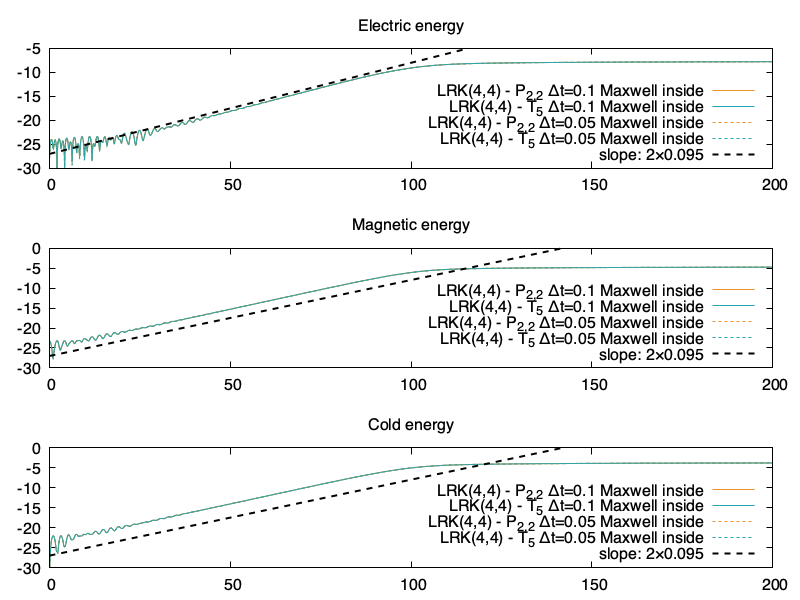 Electric energy
-5
-10
-15
-20
-25
-30
LRK(4,4) - P2,2 Δt=0.1 Maxwell inside
LRK(4,4) - T5 Δt=0.1 Maxwell inside
LRK(4,4) - P2,2 Δt=0.05 Maxwell inside
LRK(4,4) - T5 Δt=0.05 Maxwell inside
slope: 2×0.095
0 50 100 150 200
Magnetic energy
0
-5
-10
-15
-20
-25
-30
LRK(4,4) - P2,2 Δt=0.1 Maxwell inside
LRK(4,4) - T5 Δt=0.1 Maxwell inside
LRK(4,4) - P2,2 Δt=0.05 Maxwell inside
LRK(4,4) - T5 Δt=0.05 Maxwell inside
slope: 2×0.095
0 50 100 150 200
Cold energy
0
-5
-10
-15
-20
-25
-30
LRK(4,4) - P2,2 Δt=0.1 Maxwell inside
LRK(4,4) - T5 Δt=0.1 Maxwell inside
LRK(4,4) - P2,2 Δt=0.05 Maxwell inside
LRK(4,4) - T5 Δt=0.05 Maxwell inside
slope: 2×0.095
0 50 100 150 200